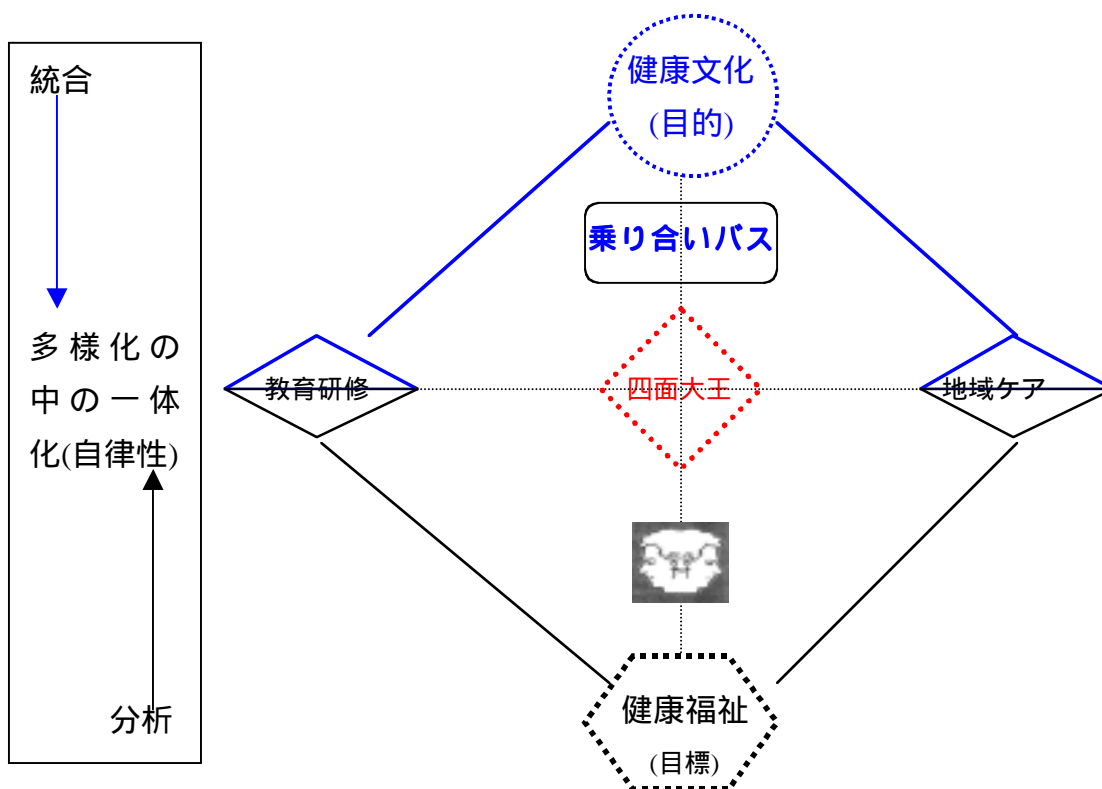 統合
多様化の
中の一体
化(自律性)
分析
健康文化
(目的)
乗り合いバス
教育研修
四面大王
地域ケア
健康福祉
(目標)